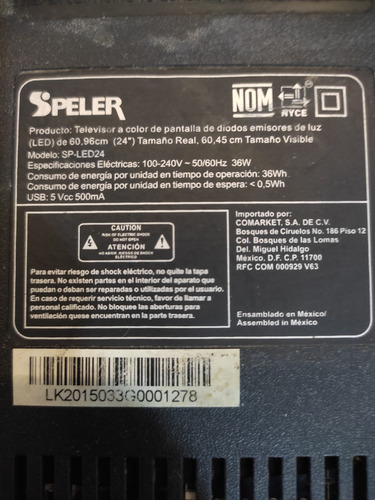 SPELER
NOM
NYCE
Producto: Televisor a color de pantalla de diodos emisores de luz
(LED) de 60,96cm (24") Tamaño Real, 60,45 cm Tamaño Visible
Modelo: SP-LED24
Especificaciones Eléctricas: 100-240V ~ 50/60Hz 36W
Consumo de energía por unidad en tiempo de operación: 36Wh
Consumo de energía por unidad en tiempo de espera: < 0,5Wh
USB: 5 Vcc 500mA
CAUTION
RISK OF ELECTRIC SHOCK
DO NOT OPEN
ATENCIÓN
RIESGO DE CHOQUE ELÉCTRICO
NO ABRIR
Para evitar riesgo de shock eléctrico, no quite la tapa
trasera. No existen partes en el interior del aparato que
puedan o deban ser reparadas o utilizadas por el usuario.
En caso de requerir servicio técnico, favor de llamar a
personal calificado. No bloquee las aberturas para
ventilación quese encuentran en la parte trasera.
Importado por:
COMARKET, S.A. DE C.V.
Bosques de Ciruelos No. 186 Piso 12
Col. Bosques de las Lomas
Del. Miguel Hidalgo
México. D.F. C.P. 11700
RFC COM 000929 V63
Ensamblado en México/
Assembled in México
LK2015033G0001278